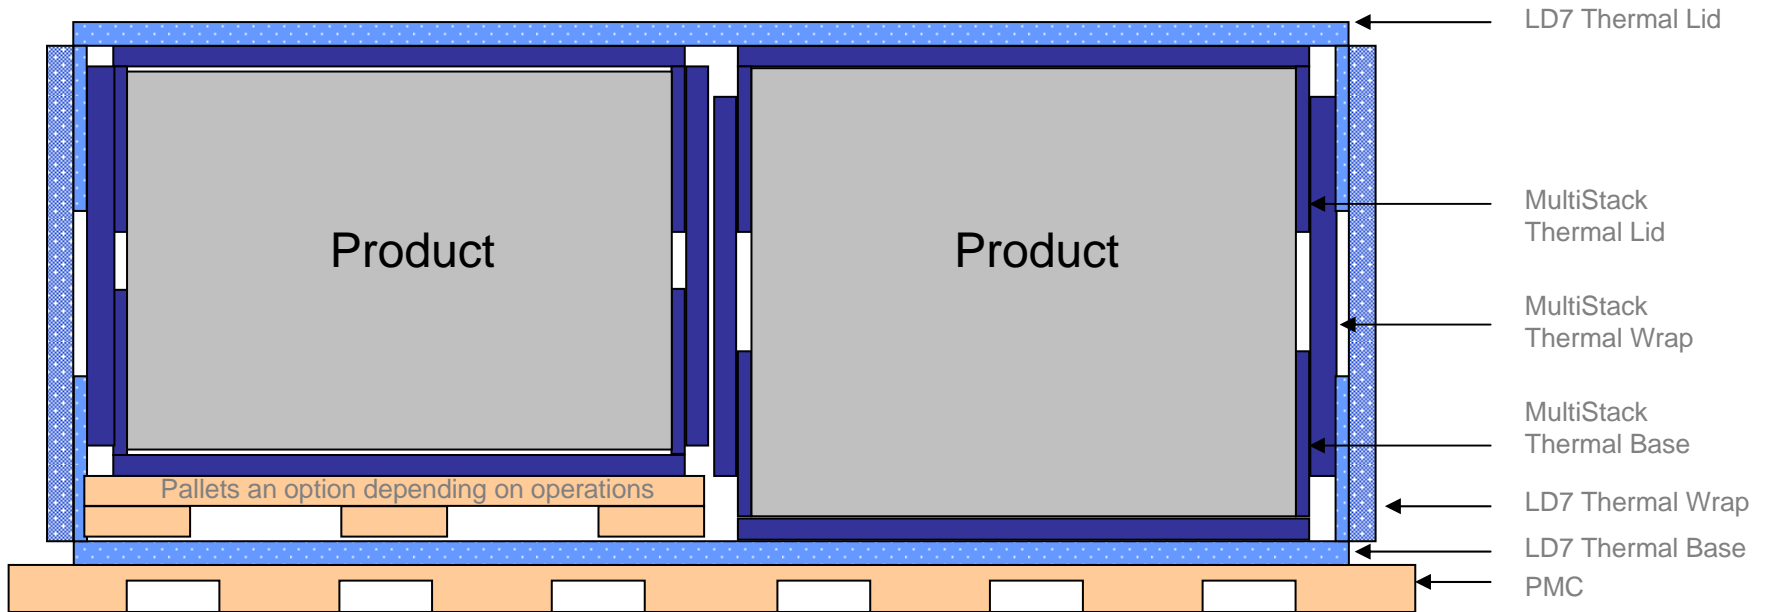 LD7 Thermal Lid
MultiStack
Thermal Lid
Product
Product
MultiStack
Thermal Wrap
MultiStack
Thermal Base
Pallets an option depending on operations
LD7 Thermal Wrap
LD7 Thermal Base
PMC